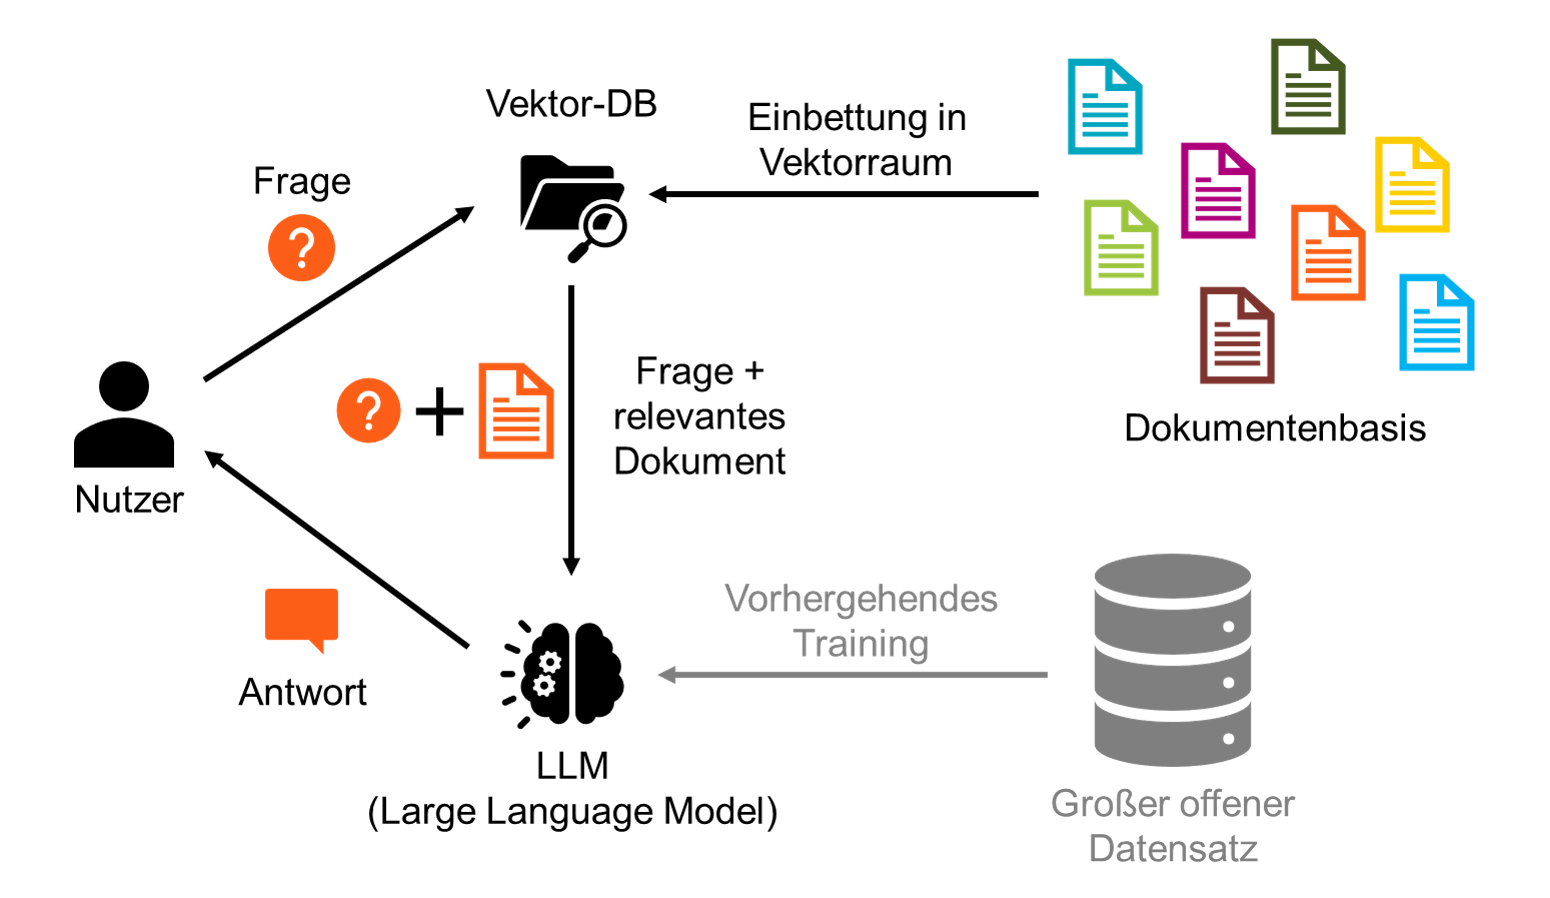 Vektor-DB
Einbettung in
Vektorraum
Frage
?
Dokumentenbasis
?
+
Frage +
relevantes
Dokument
Nutzer
Antwort
Vorhergehendes
Training
LLM
(Large Language Model)
Großer offener
Datensatz